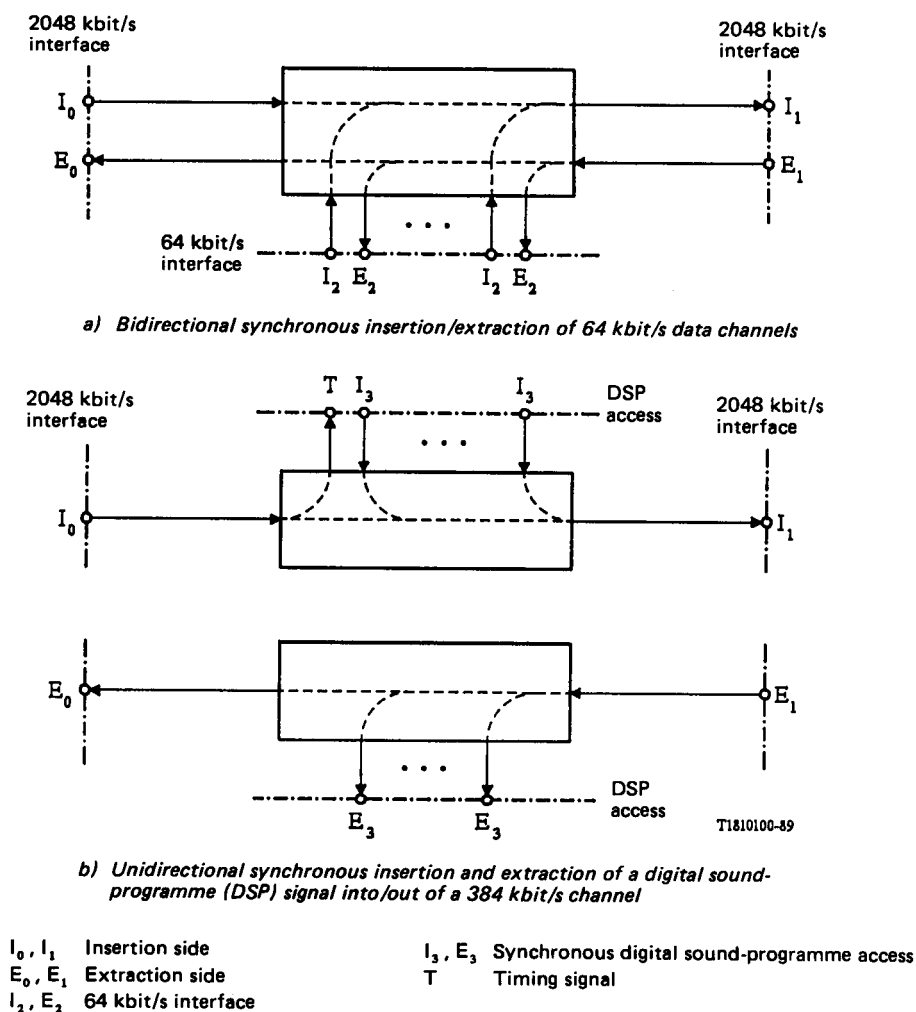 2048 kbit/s
interface
2048 kbit/s
interface
I₀
I₁
E₀
E₁
64 kbit/s
interface
. . .
I₂ E₂ I₂ E₂
a) Bidirectional synchronous insertion/extraction of 64 kbit/s data channels
T I₃ I₃
DSP
access
2048 kbit/s
interface
2048 kbit/s
interface
. . .
I₀
I₁
E₀
E₁
. . .
DSP
access
E₃ E₃
T1810100-89
b) Unidirectional synchronous insertion and extraction of a digital sound-
programme (DSP) signal into/out of a 384 kbit/s channel
I₀, I₁ Insertion side
E₀, E₁ Extraction side
I₂, E₂ 64 kbit/s interface
I₃, E₃ Synchronous digital sound-programme access
T Timing signal